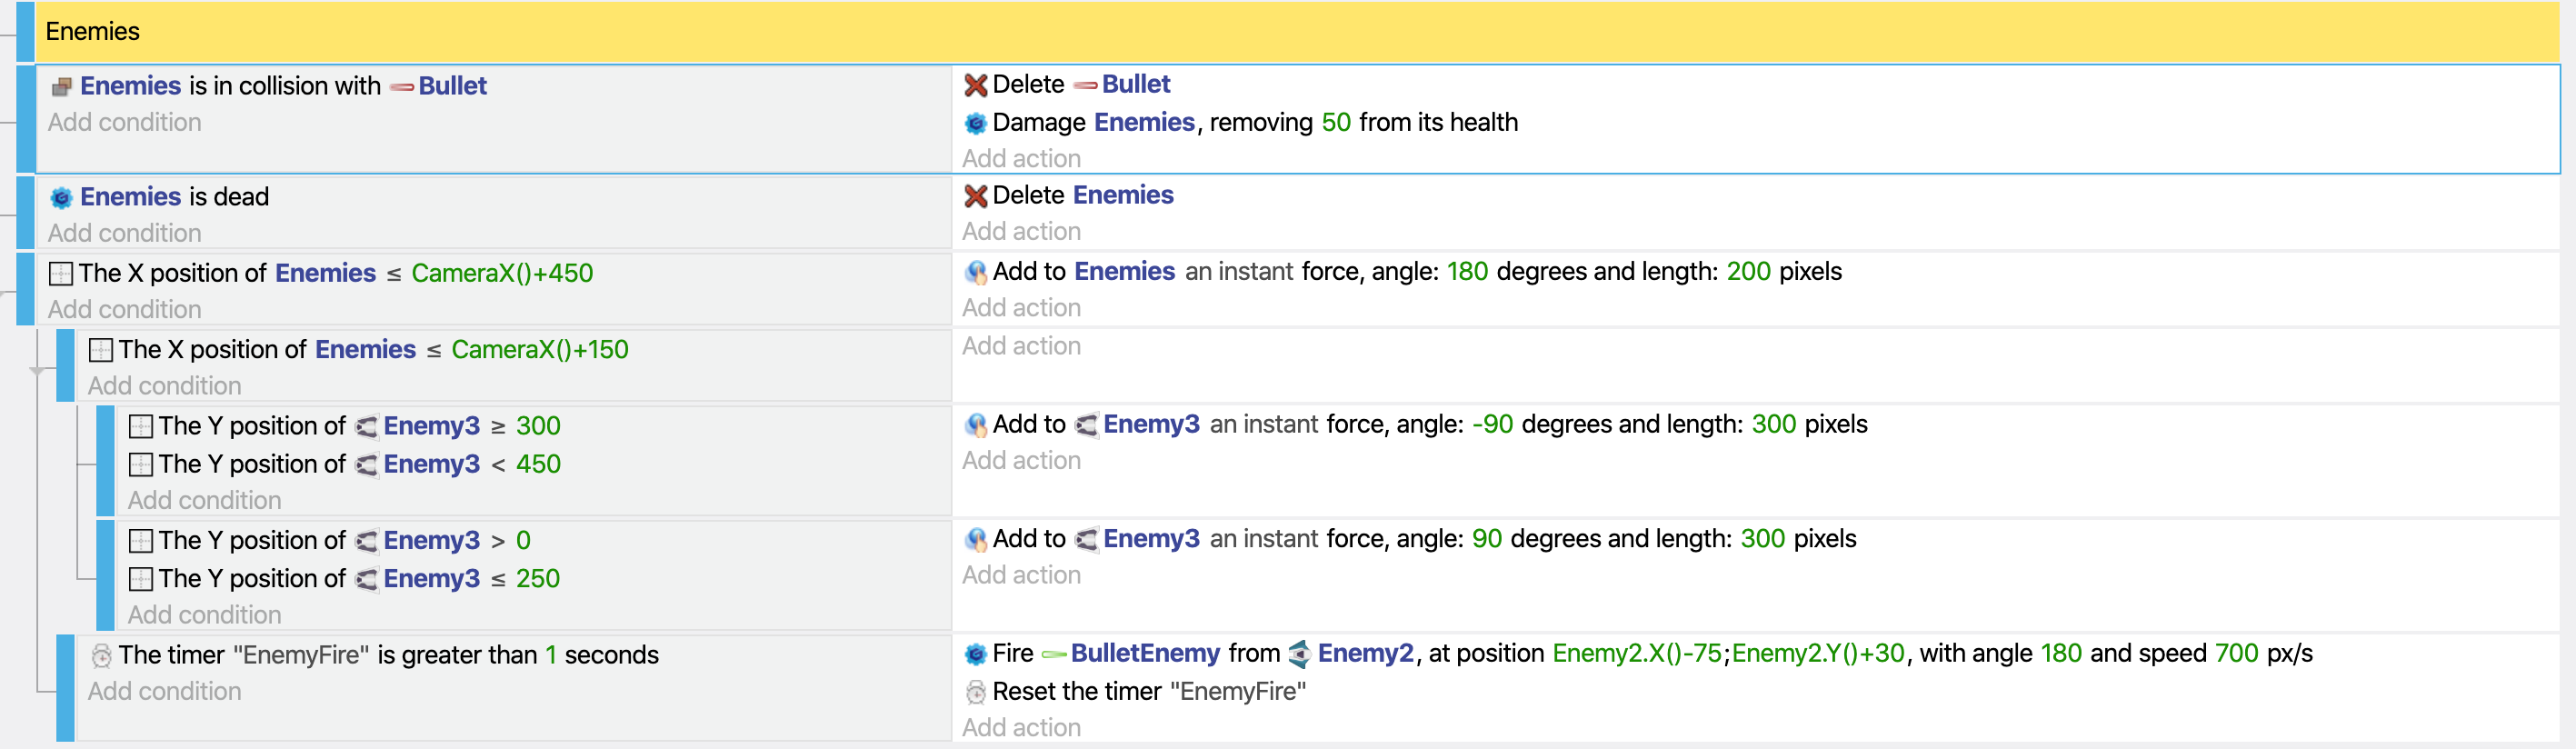 Enemies
Enemies is in collision with Bullet
Add condition
Delete Bullet
Damage Enemies, removing 50 from its health
Add action
Enemies is dead
Add condition
Delete Enemies
Add action
The X position of Enemies ≤ CameraX()+450
Add condition
Add to Enemies an instant force, angle: 180 degrees and length: 200 pixels
Add action
The X position of Enemies ≤ CameraX()+150
Add condition
Add action
The Y position of Enemy3 ≥ 300
The Y position of Enemy3 < 450
Add condition
Add to Enemy3 an instant force, angle: -90 degrees and length: 300 pixels
Add action
The Y position of Enemy3 > 0
The Y position of Enemy3 ≤ 250
Add condition
Add to Enemy3 an instant force, angle: 90 degrees and length: 300 pixels
Add action
The timer "EnemyFire" is greater than 1 seconds
Add condition
Fire BulletEnemy from Enemy2, at position Enemy2.X()-75;Enemy2.Y()+30, with angle 180 and speed 700 px/s
Reset the timer "EnemyFire"
Add action